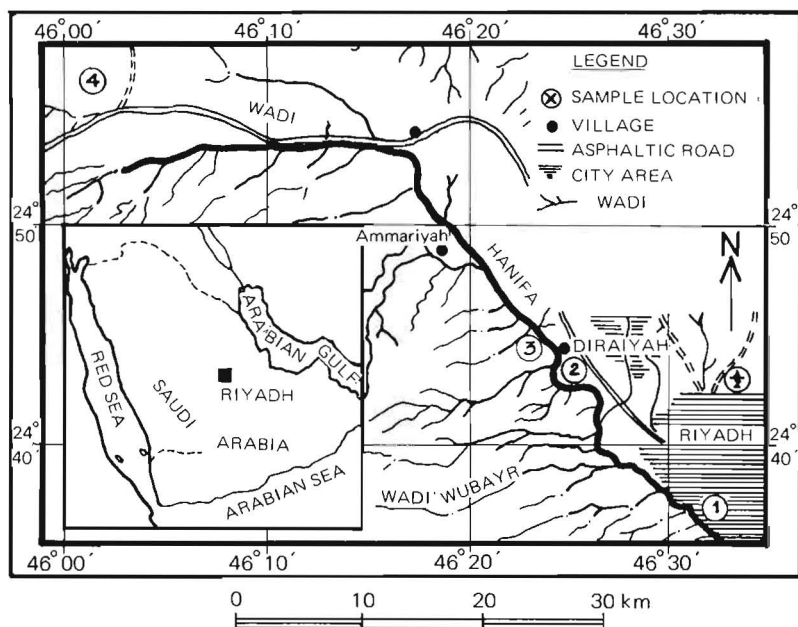 46°00´ 46°10´ 46°20´ 46°30´
LEGEND
SAMPLE LOCATION
VILLAGE
ASPHALTIC ROAD
CITY AREA
WADI
4
WADI
24°
50´
24°
50´
Ammariyah
HANIFA
N
3
DIRAIYAH
2
RIYADH
24°
40´
24°
40´
WADI WUBAYR
1
RED SEA
SAUDI
ARABIA
ARABIAN
GULF
RIYADH
ARABIAN SEA
46°00´ 46°10´ 46°20´ 46°30´
0 10 20 30 km